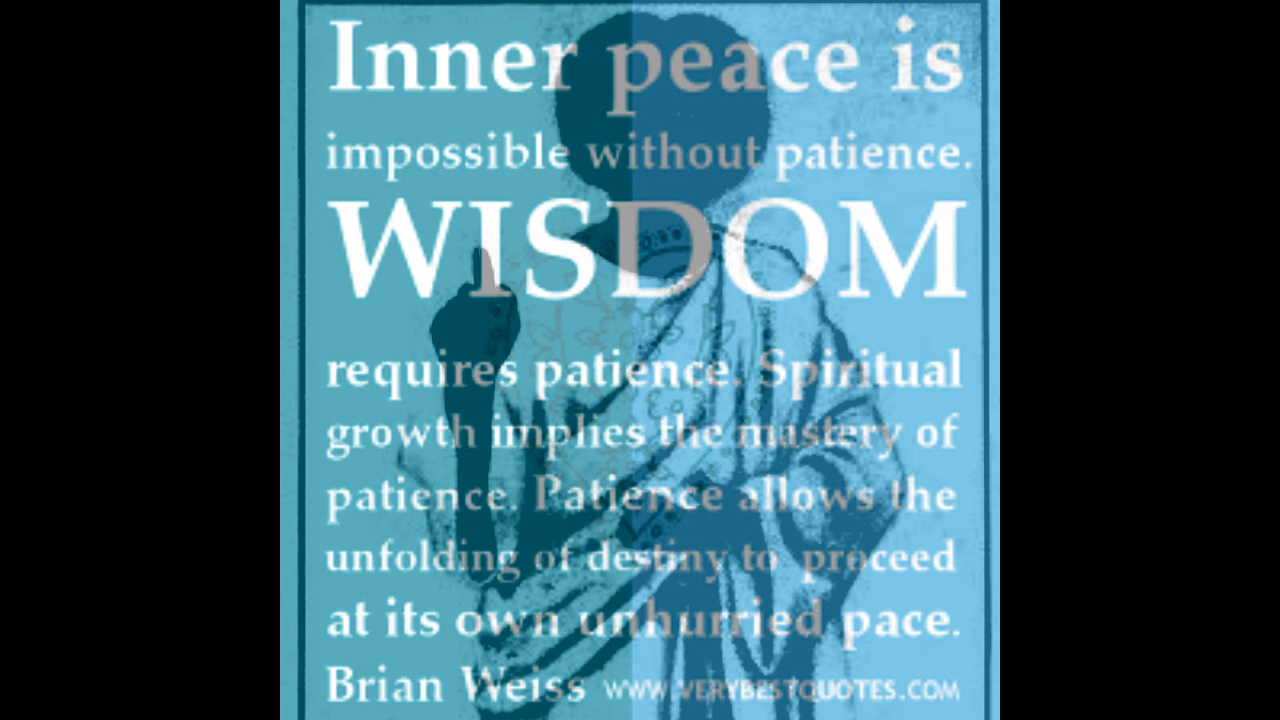 Inner peace is
impossible without patience.
WISDOM
requires patience. Spiritual
growth implies the mastery of
patience. Patience allows the
unfolding of destiny to proceed
at its own unhurried pace.
Brian Weiss WWW.VERYBESTQUOTES.COM